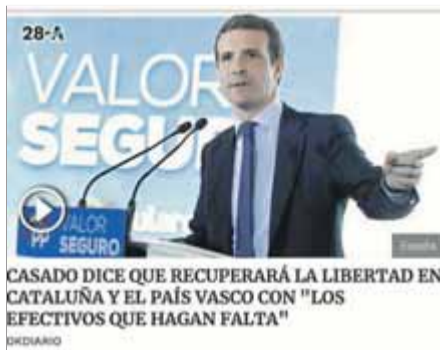 28-A
VALOR
SEGURO
VALOR
PP SEGURO
España
CASADO DICE QUE RECUPERARÁ LA LIBERTAD EN
CATALUÑA Y EL PAÍS VASCO CON "LOS
EFECTIVOS QUE HAGAN FALTA"
OKDIARIO